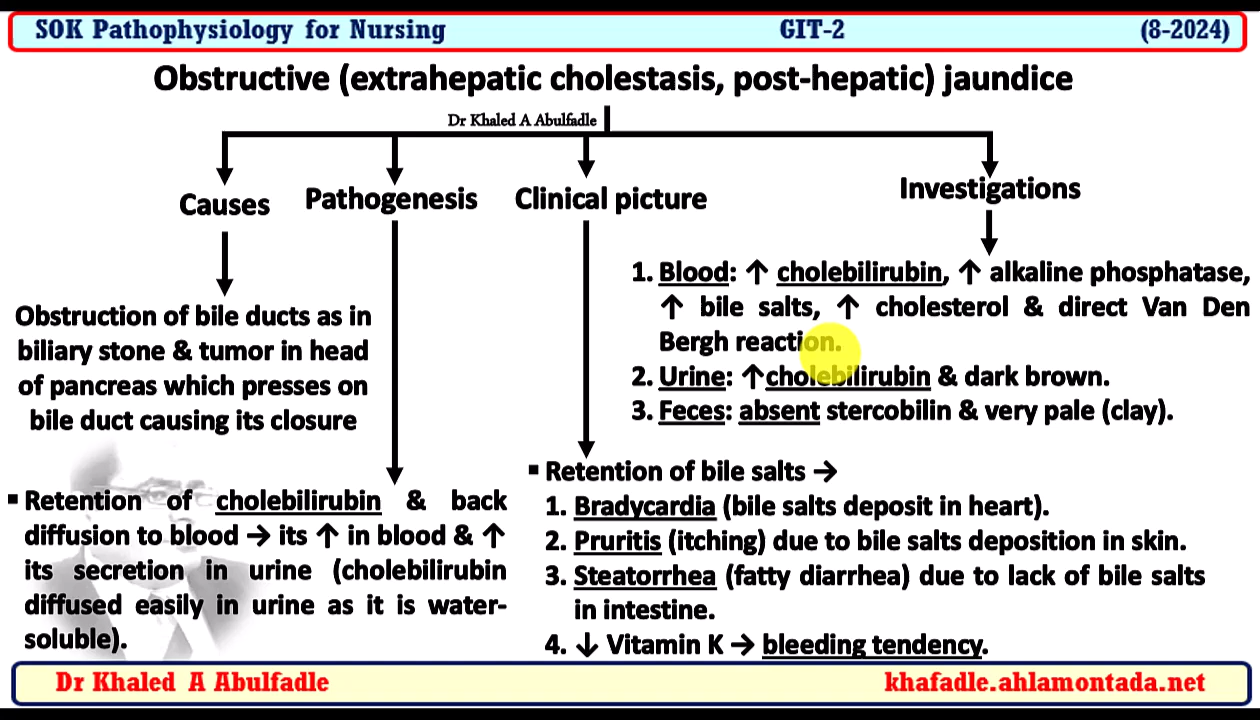 SOK Pathophysiology for Nursing GIT-2 (8-2024)
Obstructive (extrahepatic cholestasis, post-hepatic) jaundice
Dr Khaled A Abulfadle
Causes
Obstruction of bile ducts as in
biliary stone & tumor in head
of pancreas which presses on
bile duct causing its closure
Pathogenesis
▪ Retention of cholebilirubin & back
diffusion to blood → its ↑ in blood & ↑
its secretion in urine (cholebilirubin
diffused easily in urine as it is water-
soluble).
Clinical picture
▪ Retention of bile salts →
1. Bradycardia (bile salts deposit in heart).
2. Pruritis (itching) due to bile salts deposition in skin.
3. Steatorrhea (fatty diarrhea) due to lack of bile salts
in intestine.
4. ↓ Vitamin K → bleeding tendency.
Investigations
1. Blood: ↑ cholebilirubin, ↑ alkaline phosphatase,
↑ bile salts, ↑ cholesterol & direct Van Den
Bergh reaction.
2. Urine: ↑cholebilirubin & dark brown.
3. Feces: absent stercobilin & very pale (clay).
Dr Khaled A Abulfadle khafadle.ahlamontada.net